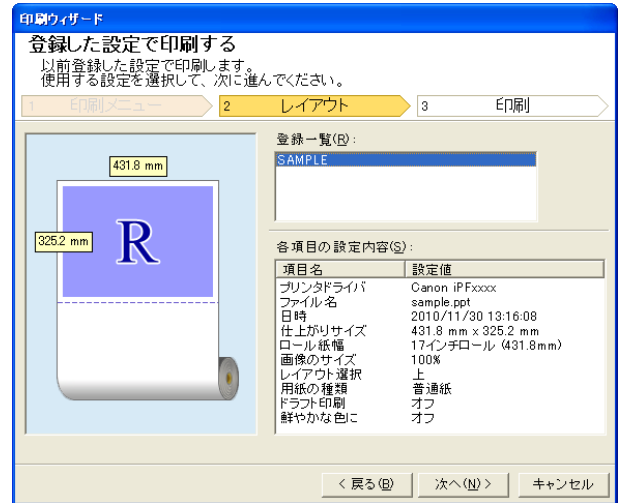 印刷ウィザード
登録した設定で印刷する
以前登録した設定で印刷します。
使用する設定を選択して、次に進んでください。
1 印刷メニュー 2 レイアウト 3 印刷
登録一覧(R):
SAMPLE
431.8 mm
325.2 mm
R
各項目の設定内容(S):
項目名 設定値
プリンタドライバ Canon iPFxxxx
ファイル名 sample.ppt
日時 2010/11/30 13:16:08
仕上がりサイズ 431.8 mm x 325.2 mm
ロール紙幅 17インチロール (431.8mm)
画像のサイズ 100%
レイアウト選択 上
用紙の種類 普通紙
ドラフト印刷 オフ
鮮やかな色に オフ
< 戻る(B) 次へ(N) > キャンセル